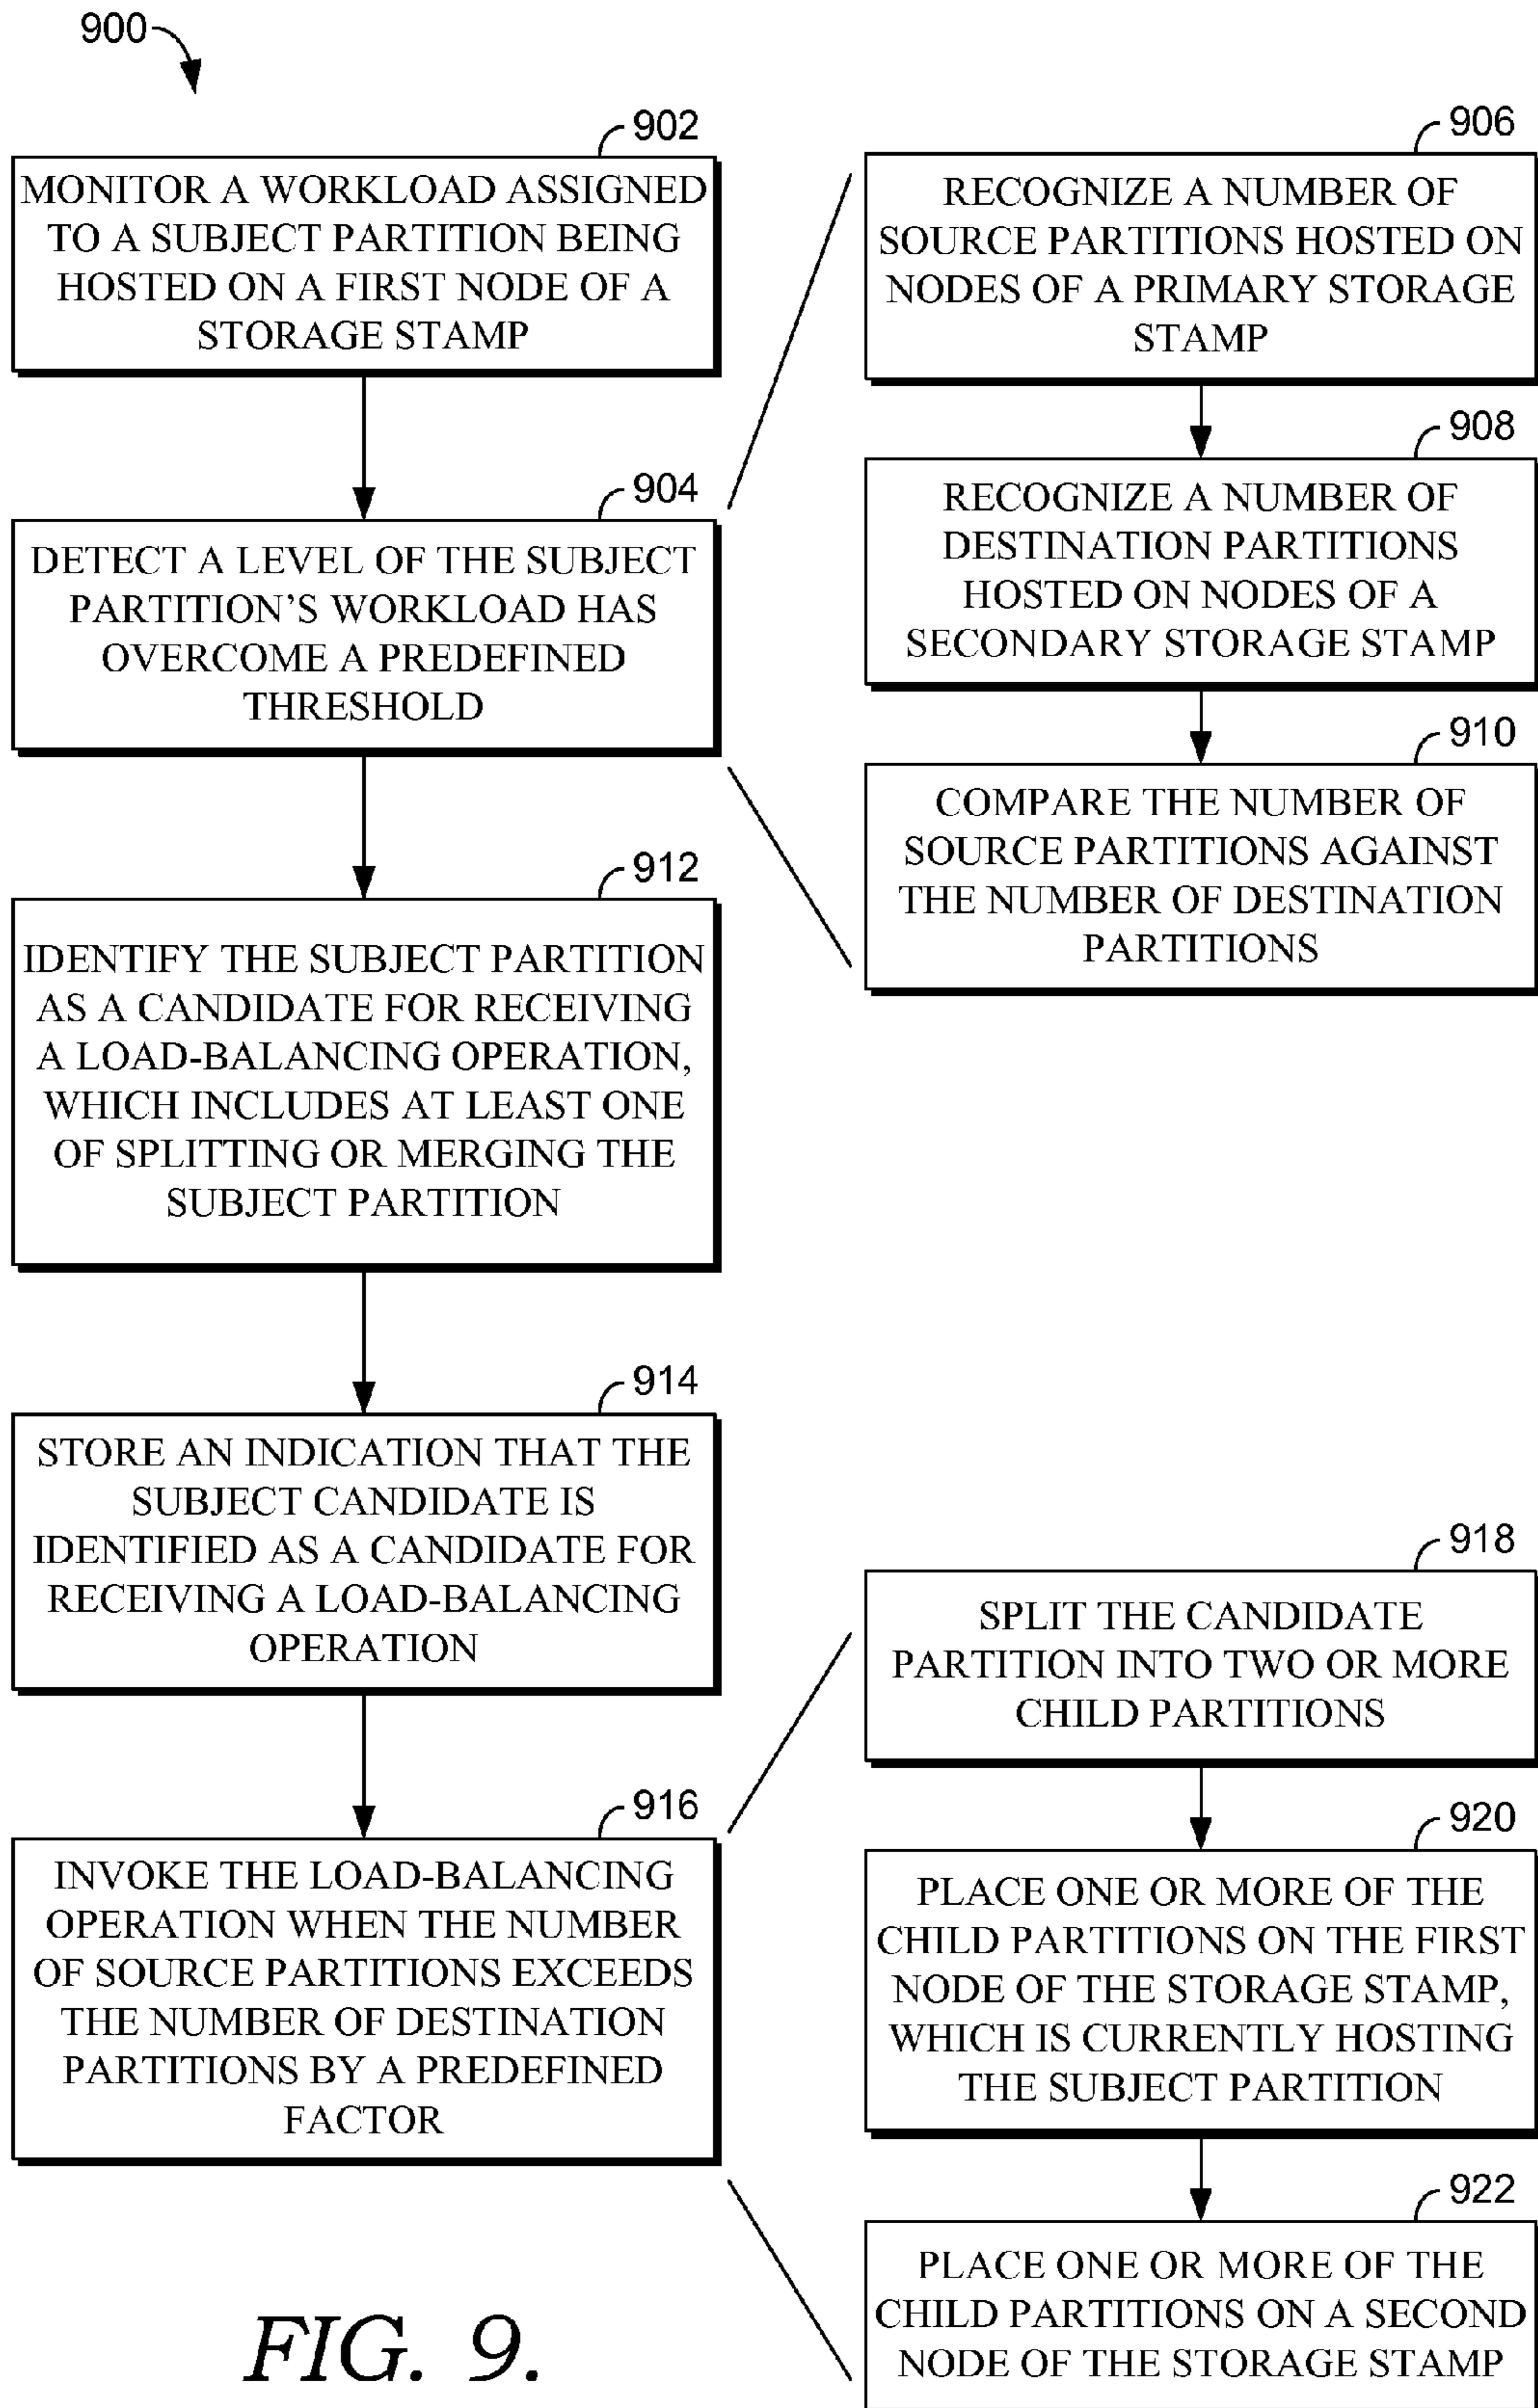 900
902
MONITOR A WORKLOAD ASSIGNED
TO A SUBJECT PARTITION BEING
HOSTED ON A FIRST NODE OF A
STORAGE STAMP
904
DETECT A LEVEL OF THE SUBJECT
PARTITION'S WORKLOAD HAS
OVERCOME A PREDEFINED
THRESHOLD
906
RECOGNIZE A NUMBER OF
SOURCE PARTITIONS HOSTED ON
NODES OF A PRIMARY STORAGE
STAMP
908
RECOGNIZE A NUMBER OF
DESTINATION PARTITIONS
HOSTED ON NODES OF A
SECONDARY STORAGE STAMP
910
COMPARE THE NUMBER OF
SOURCE PARTITIONS AGAINST
THE NUMBER OF DESTINATION
PARTITIONS
912
IDENTIFY THE SUBJECT PARTITION
AS A CANDIDATE FOR RECEIVING
A LOAD-BALANCING OPERATION,
WHICH INCLUDES AT LEAST ONE
OF SPLITTING OR MERGING THE
SUBJECT PARTITION
914
STORE AN INDICATION THAT THE
SUBJECT CANDIDATE IS
IDENTIFIED AS A CANDIDATE FOR
RECEIVING A LOAD-BALANCING
OPERATION
916
INVOKE THE LOAD-BALANCING
OPERATION WHEN THE NUMBER
OF SOURCE PARTITIONS EXCEEDS
THE NUMBER OF DESTINATION
PARTITIONS BY A PREDEFINED
FACTOR
918
SPLIT THE CANDIDATE
PARTITION INTO TWO OR MORE
CHILD PARTITIONS
920
PLACE ONE OR MORE OF THE
CHILD PARTITIONS ON THE FIRST
NODE OF THE STORAGE STAMP,
WHICH IS CURRENTLY HOSTING
THE SUBJECT PARTITION
922
PLACE ONE OR MORE OF THE
CHILD PARTITIONS ON A SECOND
NODE OF THE STORAGE STAMP
FIG. 9.